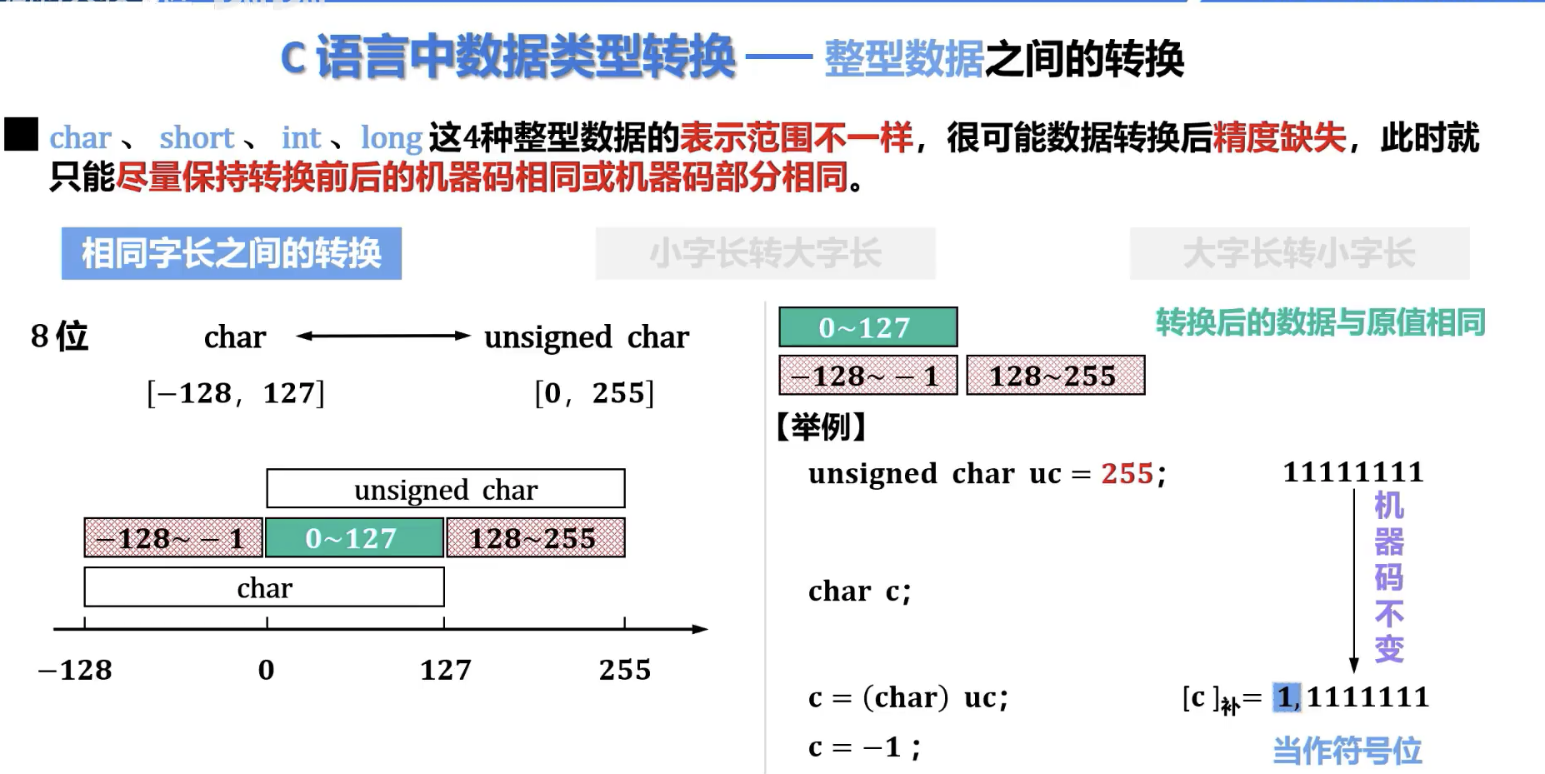 C 语言中数据类型转换 —— 整型数据之间的转换
■ char 、 short 、 int 、long 这4种整型数据的表示范围不一样，很可能数据转换后精度缺失，此时就
只能尽量保持转换前后的机器码相同或机器码部分相同。
相同字长之间的转换
小字长转大字长
大字长转小字长
8 位
char
unsigned char
[−128，127]
[0，255]
unsigned char
−128~ − 1
0~127
128~255
char
−128
0
127
255
0~127
转换后的数据与原值相同
−128~ − 1
128~255
【举例】
unsigned char uc = 255;
11111111
机器码不变
char c;
c = (char) uc;
[c ]补= 1,1111111
c = −1 ;
当作符号位